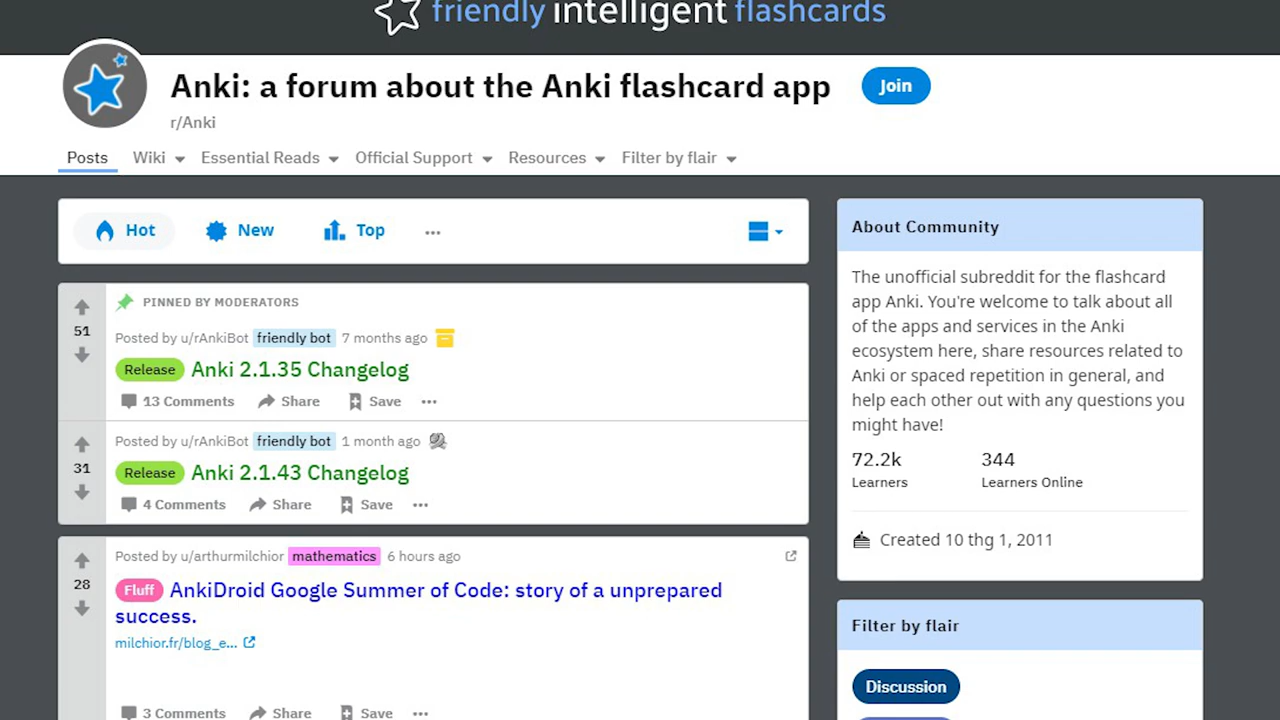 friendly intelligent flashcards
Anki: a forum about the Anki flashcard app
Join
r/Anki
Posts Wiki Essential Reads Official Support Resources Filter by flair
Hot New Top ...
PINNED BY MODERATORS
51
Posted by u/rAnkiBot friendly bot 7 months ago
Release Anki 2.1.35 Changelog
13 Comments Share Save ...
Posted by u/rAnkiBot friendly bot 1 month ago
31
Release Anki 2.1.43 Changelog
4 Comments Share Save ...
Posted by u/arthurmilchior mathematics 6 hours ago
28
Fluff AnkiDroid Google Summer of Code: story of a unprepared
success.
milchior.fr/blog_e...
3 Comments Share Save ...
About Community
The unofficial subreddit for the flashcard
app Anki. You're welcome to talk about all
of the apps and services in the Anki
ecosystem here, share resources related to
Anki or spaced repetition in general, and
help each other out with any questions you
might have!
72.2k 344
Learners Learners Online
Created 10 thg 1, 2011
Filter by flair
Discussion